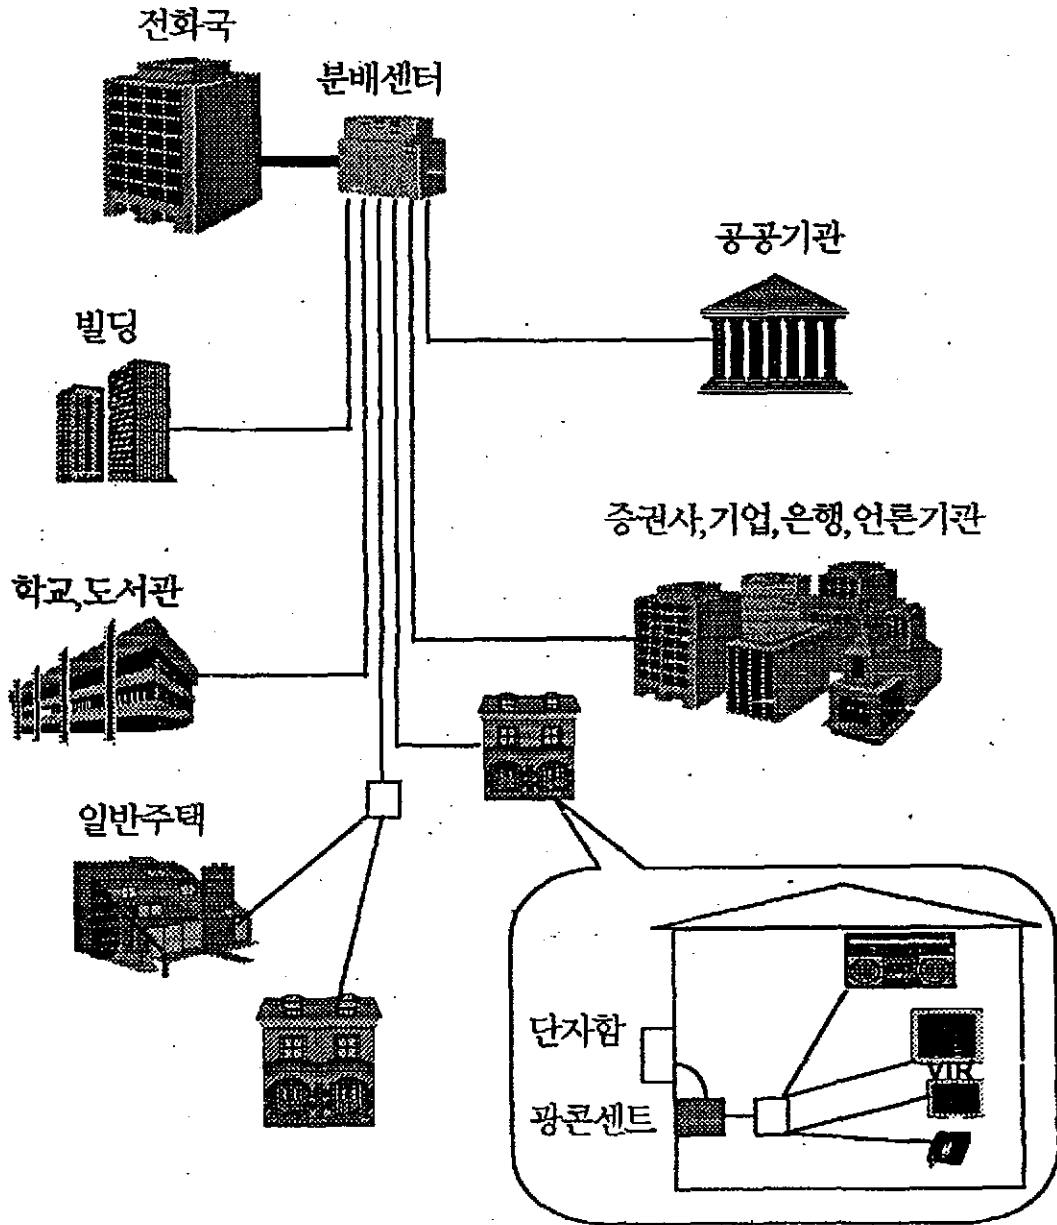 전화국
분배센터
공공기관
빌딩
증권사,기업,은행,언론기관
학교,도서관
일반주택
단자함
VTR
광콘센트